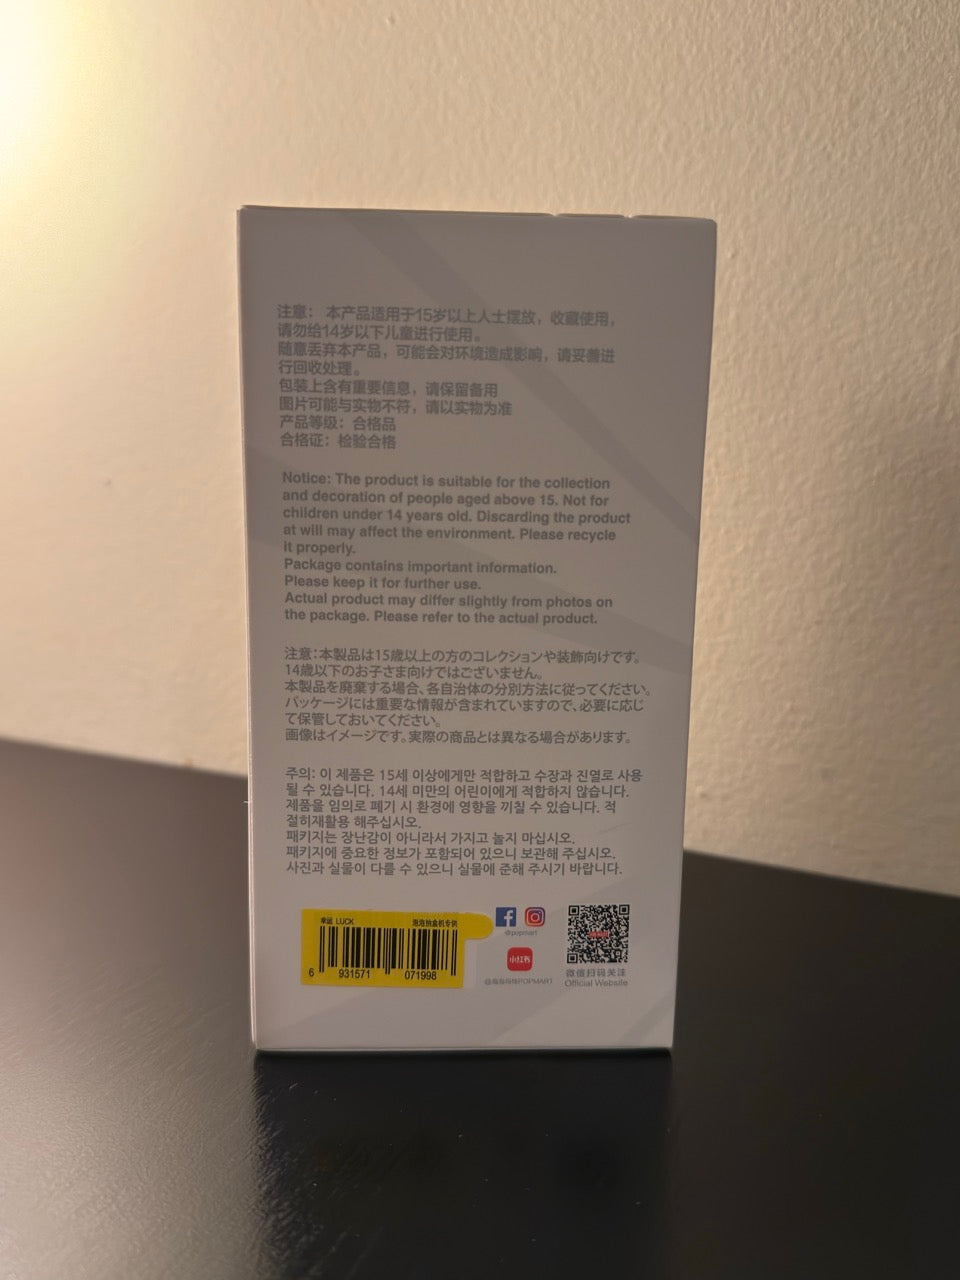 注意： 本产品适用于15岁以上人士摆放，收藏使用，
请勿给14岁以下儿童进行使用。
随意丢弃本产品，可能会对环境造成影响，请妥善进
行回收处理。
包装上含有重要信息，请保留备用
图片可能与实物不符，请以实物为准
产品等级：合格品
合格证：检验合格
Notice: The product is suitable for the collection
and decoration of people aged above 15. Not for
children under 14 years old. Discarding the product
at will may affect the environment. Please recycle
it properly.
Package contains important information.
Please keep it for further use.
Actual product may differ slightly from photos on
the package. Please refer to the actual product.
注意：本製品は15歳以上の方のコレクションや装飾向けです。
14歳以下のお子さま向けではございません。
本製品を廃棄する場合、各自治体の分別方法に従ってください。
パッケージには重要な情報が含まれていますので、必要に応じ
て保管しておいてください。
画像はイメージです。実際の商品とは異なる場合があります。
주의: 이 제품은 15세 이상에게만 적합하고 수장과 진열로 사용
될 수 있습니다. 14세 미만의 어린이에게 적합하지 않습니다.
제품을 임의로 폐기 시 환경에 영향을 끼칠 수 있습니다. 적
절히재활용 해주십시오.
패키지는 장난감이 아니라서 가지고 놀지 마십시오.
패키지에 중요한 정보가 포함되어 있으니 보관해 주십시오.
사진과 실물이 다를 수 있으니 실물에 준해 주시기 바랍니다.
幸运 LUCK 泡泡抽盒机专供
6 931571 071998
@popmart
小红书
POPMART
微信扫码关注
Official Website